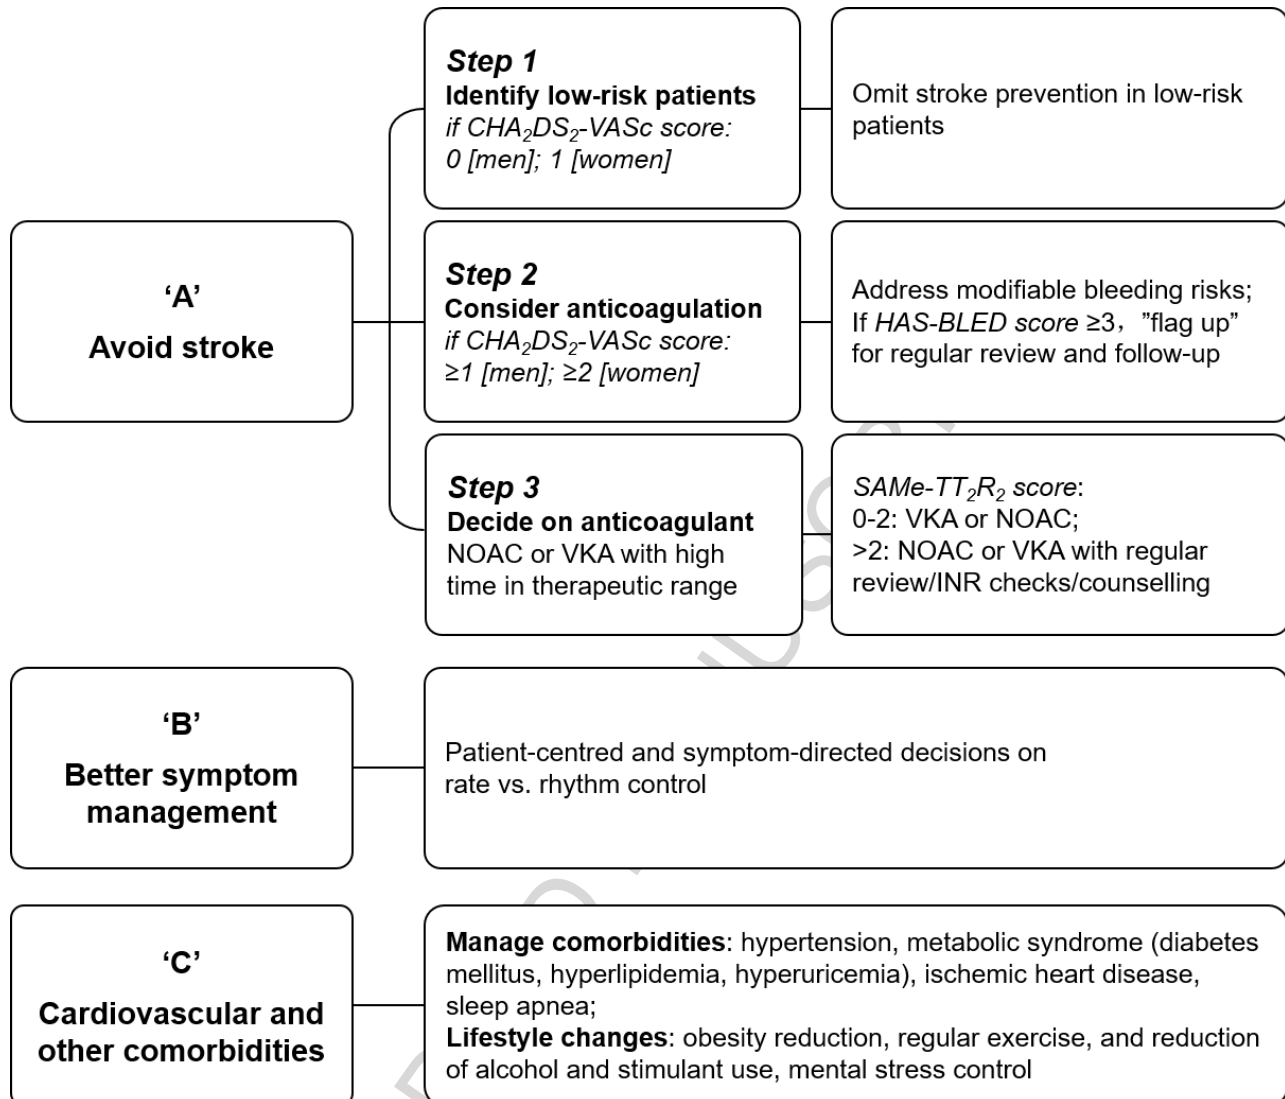 Step 1
Identify low-risk patients
if CHA₂DS₂-VASc score:
0 [men]; 1 [women]
Omit stroke prevention in low-risk
patients
‘A’
Avoid stroke
Step 2
Consider anticoagulation
if CHA₂DS₂-VASc score:
≥1 [men]; ≥2 [women]
Address modifiable bleeding risks;
If HAS-BLED score ≥3，”flag up”
for regular review and follow-up
Step 3
Decide on anticoagulant
NOAC or VKA with high
time in therapeutic range
SAMe-TT₂R₂ score:
0-2: VKA or NOAC;
>2: NOAC or VKA with regular
review/INR checks/counselling
‘B’
Better symptom
management
Patient-centred and symptom-directed decisions on
rate vs. rhythm control
‘C’
Cardiovascular and
other comorbidities
Manage comorbidities: hypertension, metabolic syndrome (diabetes
mellitus, hyperlipidemia, hyperuricemia), ischemic heart disease,
sleep apnea;
Lifestyle changes: obesity reduction, regular exercise, and reduction
of alcohol and stimulant use, mental stress control